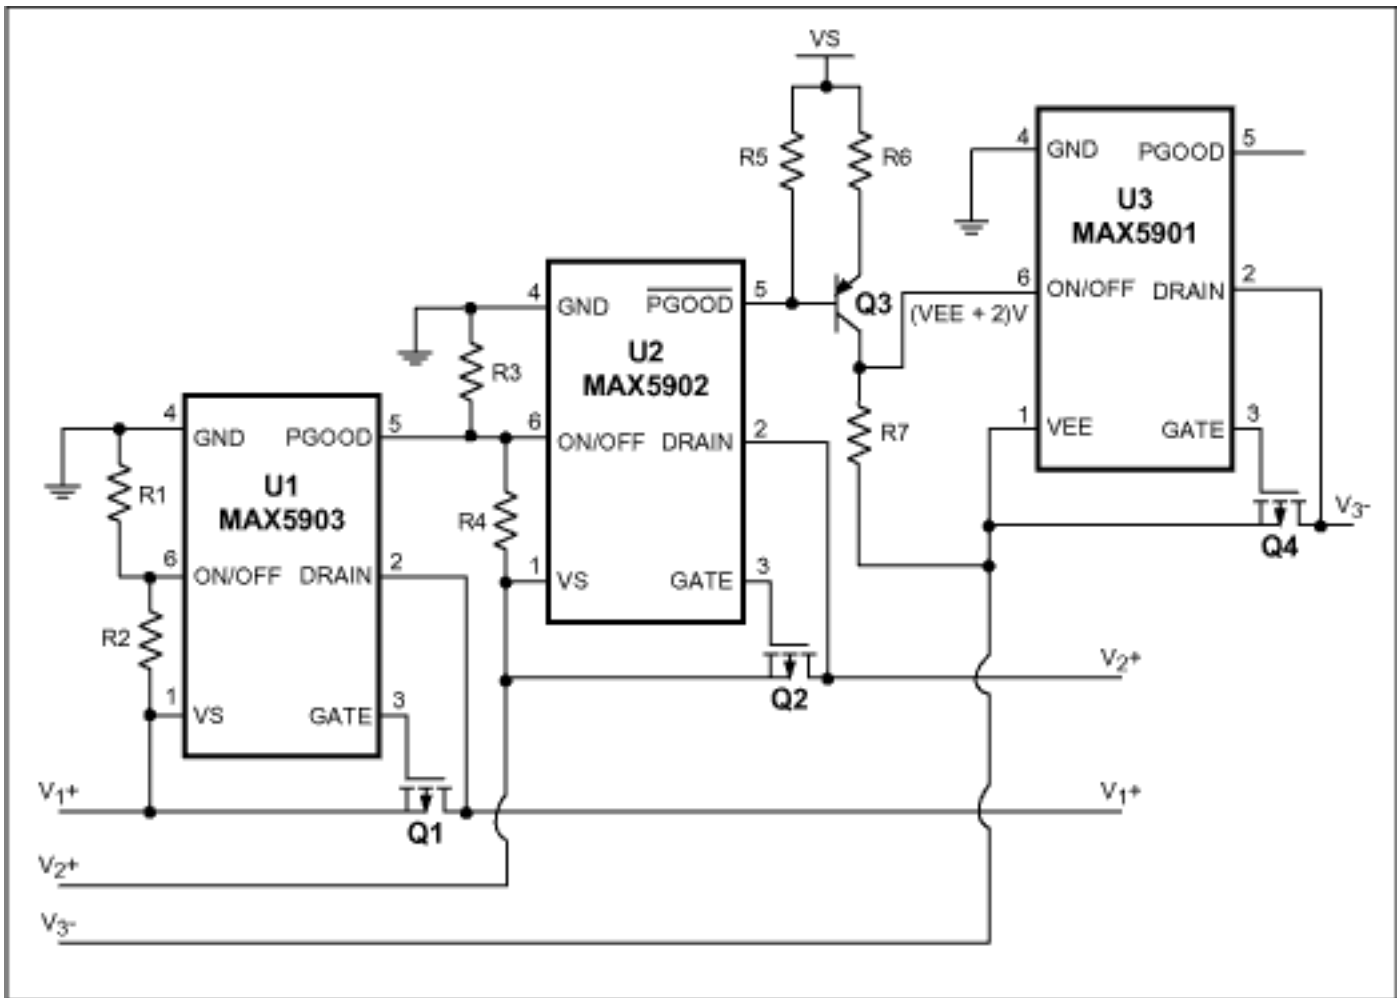 VS
R5
R6
4
GND
PGOOD
5
U3
MAX5901
6
ON/OFF
DRAIN
2
(VEE + 2)V
Q3
1
VEE
GATE
3
R7
V3-
Q4
4
GND
PGOOD
5
U2
MAX5902
R3
6
ON/OFF
DRAIN
2
R4
1
VS
GATE
3
Q2
V2+
4
GND
PGOOD
5
U1
MAX5903
R1
6
ON/OFF
DRAIN
2
R2
1
VS
GATE
3
Q1
V1+
V1+
V2+
V3-